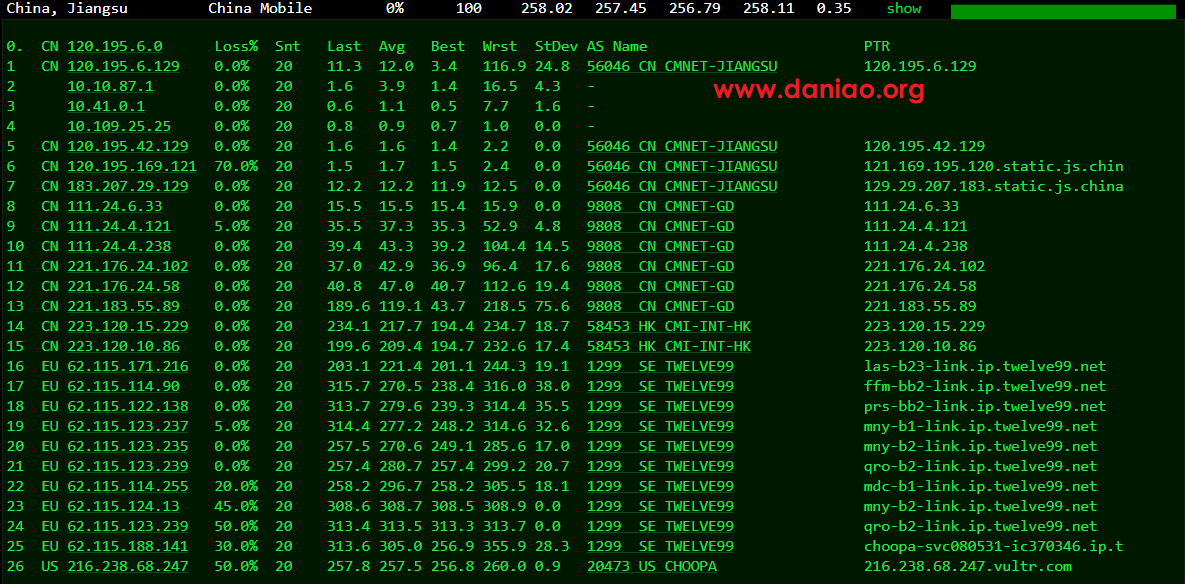 China, Jiangsu China Mobile 0% 100 258.02 257.45 256.79 258.11 0.35 show
0. CN 120.195.6.0 Loss% Snt Last Avg Best Wrst StDev AS Name PTR
1 CN 120.195.6.129 0.0% 20 11.3 12.0 3.4 116.9 24.8 56046 CN CMNET-JIANGSU 120.195.6.129
2 10.10.87.1 0.0% 20 1.6 3.9 1.4 16.5 4.3 -
www.daniao.org
3 10.41.0.1 0.0% 20 0.6 1.1 0.5 7.7 1.6 -
4 10.109.25.25 0.0% 20 0.8 0.9 0.7 1.0 0.0 -
5 CN 120.195.42.129 0.0% 20 1.6 1.6 1.4 2.2 0.0 56046 CN CMNET-JIANGSU 120.195.42.129
6 CN 120.195.169.121 70.0% 20 1.5 1.7 1.5 2.4 0.0 56046 CN CMNET-JIANGSU 121.169.195.120.static.js.chin
7 CN 183.207.29.129 0.0% 20 12.2 12.2 11.9 12.5 0.0 56046 CN CMNET-JIANGSU 129.29.207.183.static.js.china
8 CN 111.24.6.33 0.0% 20 15.5 15.5 15.4 15.9 0.0 9808 CN CMNET-GD 111.24.6.33
9 CN 111.24.4.121 5.0% 20 35.5 37.3 35.3 52.9 4.8 9808 CN CMNET-GD 111.24.4.121
10 CN 111.24.4.238 0.0% 20 39.4 43.3 39.2 104.4 14.5 9808 CN CMNET-GD 111.24.4.238
11 CN 221.176.24.102 0.0% 20 37.0 42.9 36.9 96.4 17.6 9808 CN CMNET-GD 221.176.24.102
12 CN 221.176.24.58 0.0% 20 40.8 47.0 40.7 112.6 19.4 9808 CN CMNET-GD 221.176.24.58
13 CN 221.183.55.89 0.0% 20 189.6 119.1 43.7 218.5 75.6 9808 CN CMNET-GD 221.183.55.89
14 CN 223.120.15.229 0.0% 20 234.1 217.7 194.4 234.7 18.7 58453 HK CMI-INT-HK 223.120.15.229
15 CN 223.120.10.86 0.0% 20 199.6 209.4 194.7 232.6 17.4 58453 HK CMI-INT-HK 223.120.10.86
16 EU 62.115.171.216 0.0% 20 203.1 221.4 201.1 244.3 19.1 1299 SE TWELVE99 las-b23-link.ip.twelve99.net
17 EU 62.115.114.90 0.0% 20 315.7 270.5 238.4 316.0 38.0 1299 SE TWELVE99 ffm-bb2-link.ip.twelve99.net
18 EU 62.115.122.138 0.0% 20 313.7 279.6 239.3 314.4 35.5 1299 SE TWELVE99 prs-bb2-link.ip.twelve99.net
19 EU 62.115.123.237 5.0% 20 314.4 277.2 248.2 314.6 32.6 1299 SE TWELVE99 mny-b1-link.ip.twelve99.net
20 EU 62.115.123.235 0.0% 20 257.5 270.6 249.1 285.6 17.0 1299 SE TWELVE99 mny-b2-link.ip.twelve99.net
21 EU 62.115.123.239 0.0% 20 257.4 280.7 257.4 299.2 20.7 1299 SE TWELVE99 qro-b2-link.ip.twelve99.net
22 EU 62.115.114.255 20.0% 20 258.2 296.7 258.2 305.5 18.1 1299 SE TWELVE99 mdc-b1-link.ip.twelve99.net
23 EU 62.115.124.13 45.0% 20 308.6 308.7 308.5 308.9 0.0 1299 SE TWELVE99 mny-b2-link.ip.twelve99.net
24 EU 62.115.123.239 50.0% 20 313.4 313.5 313.3 313.7 0.0 1299 SE TWELVE99 qro-b2-link.ip.twelve99.net
25 EU 62.115.188.141 30.0% 20 313.6 305.0 256.9 355.9 28.3 1299 SE TWELVE99 choopa-svc080531-ic370346.ip.t
26 US 216.238.68.247 50.0% 20 257.8 257.5 256.8 260.0 0.9 20473 US CHOOPA 216.238.68.247.vultr.com